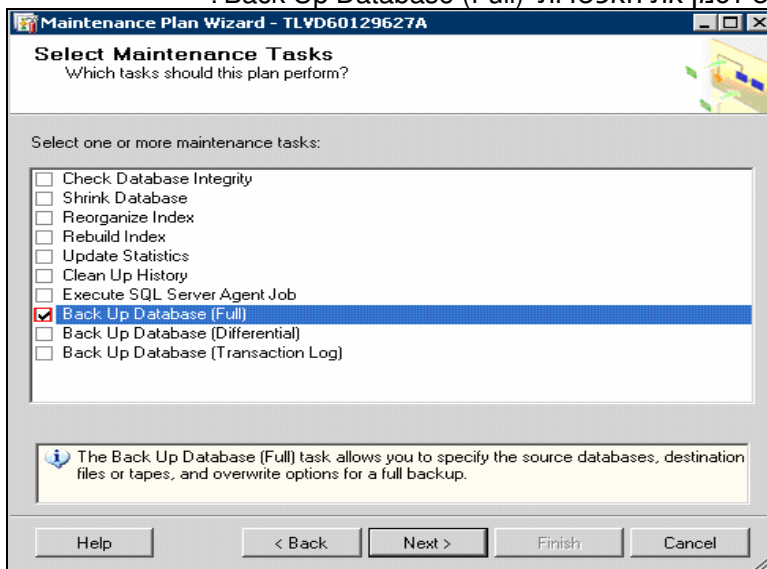 את האפשרות Back Up Database (Full) .
Maintenance Plan Wizard - TLVD60129627A
Select Maintenance Tasks
Which tasks should this plan perform?
Select one or more maintenance tasks:
Check Database Integrity
Shrink Database
Reorganize Index
Rebuild Index
Update Statistics
Clean Up History
Execute SQL Server Agent Job
Back Up Database (Full)
Back Up Database (Differential)
Back Up Database (Transaction Log)
The Back Up Database (Full) task allows you to specify the source databases, destination
files or tapes, and overwrite options for a full backup.
Help < Back Next > Finish Cancel